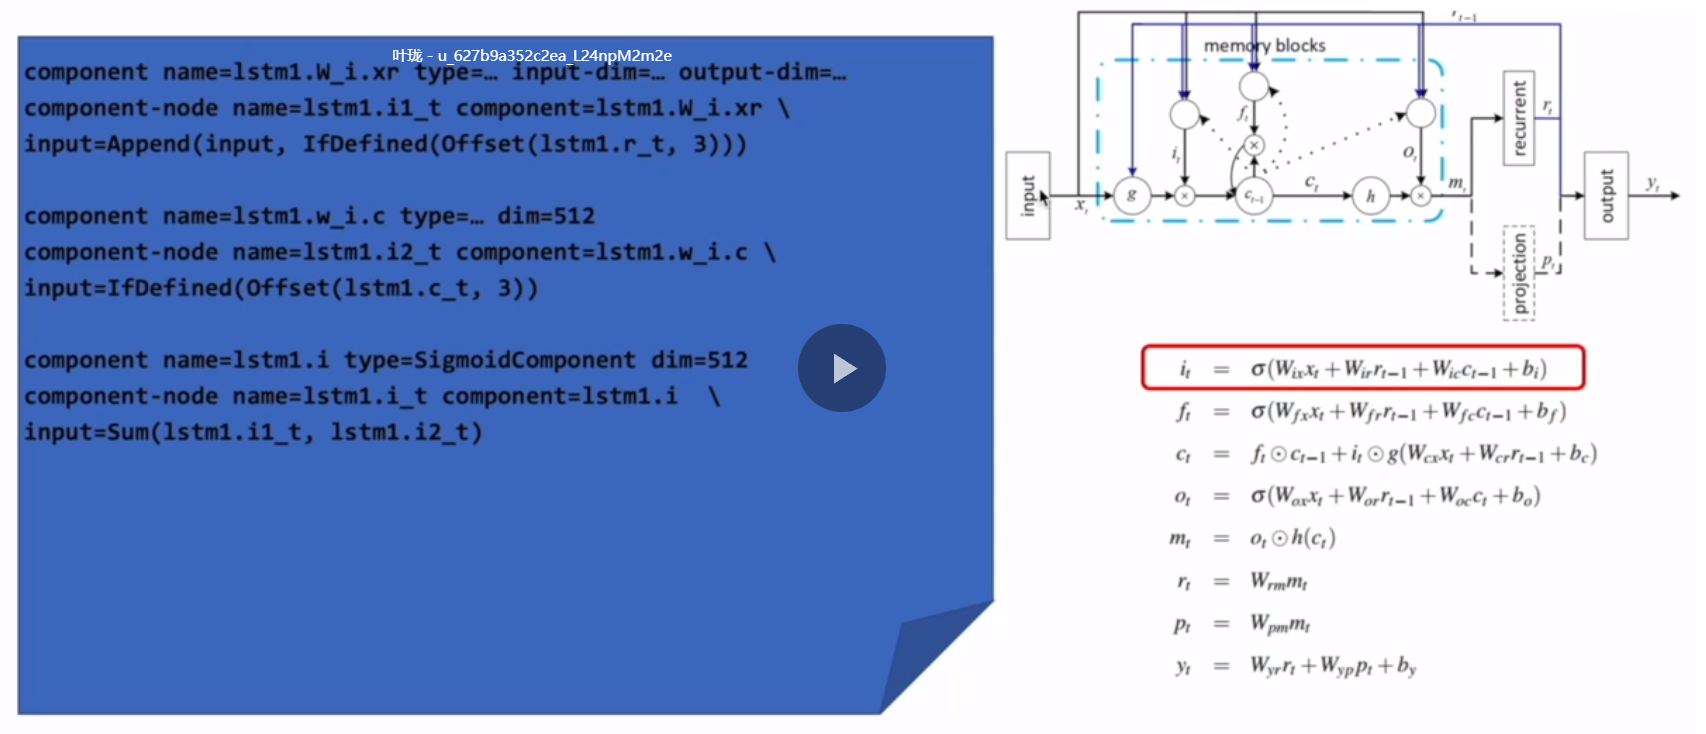 叶珑 - u_627b9a352c2ea_L24npM2m2e
component name=lstm1.W_i.xr type=… input-dim=… output-dim=…
component-node name=lstm1.i1_t component=lstm1.W_i.xr \
input=Append(input, IfDefined(Offset(lstm1.r_t, 3)))
component name=lstm1.w_i.c type=… dim=512
component-node name=lstm1.i2_t component=lstm1.w_i.c \
input=IfDefined(Offset(lstm1.c_t, 3))
component name=lstm1.i type=SigmoidComponent dim=512
component-node name=lstm1.i_t component=lstm1.i \
input=Sum(lstm1.i1_t, lstm1.i2_t)
r_{t-1}
memory blocks
input
x_t
g
×
i_t
f_t
×
c_{t-1}
c_t
h
o_t
×
m_t
recurrent
r_t
projection
p_t
output
y_t
i_t = σ(W_{ix}x_t + W_{ir}r_{t−1} + W_{ic}c_{t−1} + b_i)
f_t = σ(W_{fx}x_t + W_{fr}r_{t−1} + W_{fc}c_{t−1} + b_f)
c_t = f_t ⊙ c_{t−1} + i_t ⊙ g(W_{cx}x_t + W_{cr}r_{t−1} + b_c)
o_t = σ(W_{ox}x_t + W_{or}r_{t−1} + W_{oc}c_t + b_o)
m_t = o_t ⊙ h(c_t)
r_t = W_{rm}m_t
p_t = W_{pm}m_t
y_t = W_{yr}r_t + W_{yp}p_t + b_y